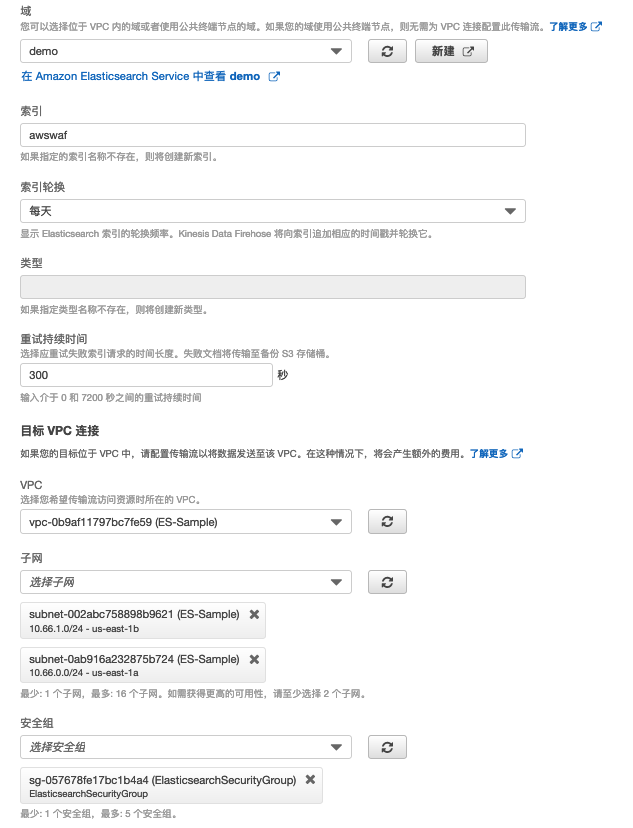 域
您可以选择位于 VPC 内的域或者使用公共终端节点的域。如果您的域使用公共终端节点，则无需为 VPC 连接配置此传输流。了解更多
demo
新建
在 Amazon Elasticsearch Service 中查看 demo
索引
awswaf
如果指定的索引名称不存在，则将创建新索引。
索引轮换
每天
显示 Elasticsearch 索引的轮换频率。Kinesis Data Firehose 将向索引追加相应的时间戳并轮换它。
类型
如果指定类型名称不存在，则将创建新类型。
重试持续时间
选择应重试失败索引请求的时间长度。失败文档将传输至备份 S3 存储桶。
300 秒
输入介于 0 和 7200 秒之间的重试持续时间
目标 VPC 连接
如果您的目标位于 VPC 中，请配置传输流以将数据发送至该 VPC。在这种情况下，将会产生额外的费用。了解更多
VPC
选择您希望传输流访问资源时所在的 VPC。
vpc-0b9af11797bc7fe59 (ES-Sample)
子网
选择子网
subnet-002abc758898b9621 (ES-Sample)
10.66.1.0/24 - us-east-1b
subnet-0ab916a232875b724 (ES-Sample)
10.66.0.0/24 - us-east-1a
最少: 1 个子网，最多: 16 个子网。如需获得更高的可用性，请至少选择 2 个子网。
安全组
选择安全组
sg-057678fe17bc1b4a4 (ElasticsearchSecurityGroup)
ElasticsearchSecurityGroup
最少: 1 个安全组，最多: 5 个安全组。